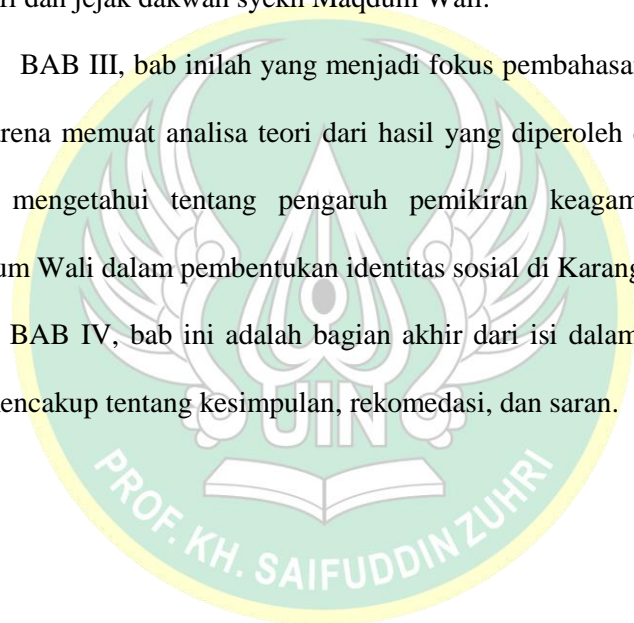 ri dan jejak dakwah syekh Maqdum Wali.
BAB III, bab inilah yang menjadi fokus pembahasan
arena memuat analisa teori dari hasil yang diperoleh
mengetahui tentang pengaruh pemikiran keagam
um Wali dalam pembentukan identitas sosial di Karang
BAB IV, bab ini adalah bagian akhir dari isi dalam
encakup tentang kesimpulan, rekomedasi, dan saran.
UIN
PROF. KH. SAIFUDDIN ZUHRI